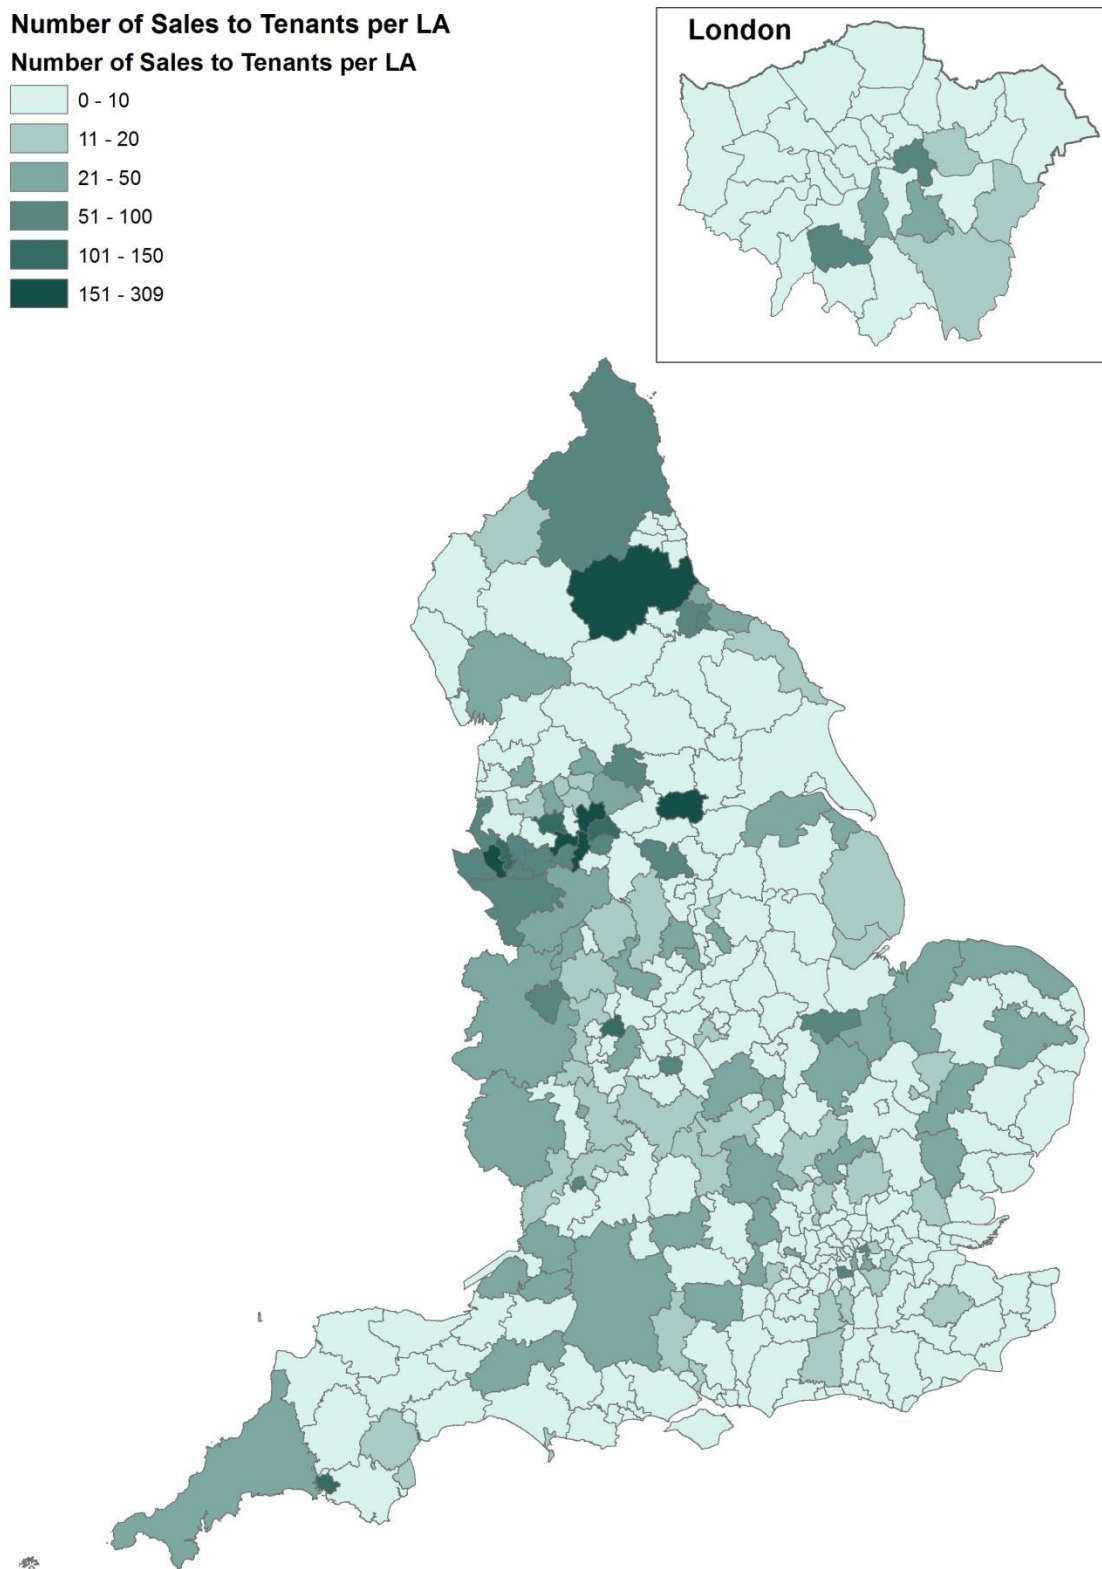 Number of Sales to Tenants per LA
Number of Sales to Tenants per LA
0 - 10
11 - 20
21 - 50
51 - 100
101 - 150
151 - 309
London